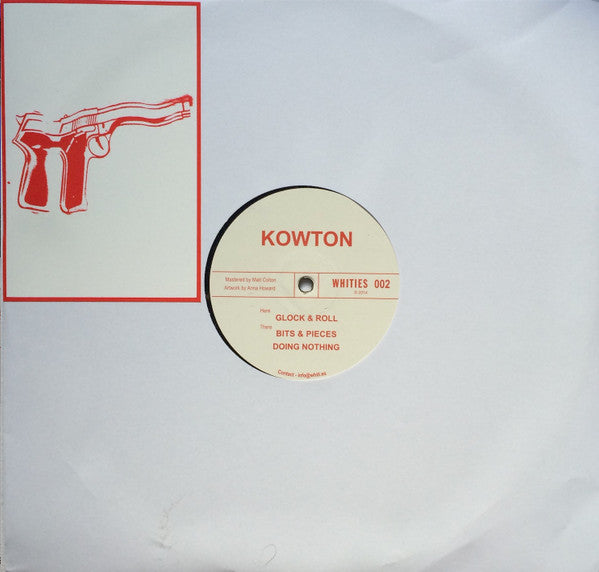 KOWTON
Mastered by Matt Colton
Artwork by Anna Howard
WHITIES 002
℗ 2014
Here
GLOCK & ROLL
There
BITS & PIECES
DOING NOTHING
Contact - info@whiti.es